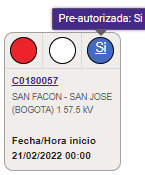 Pre-autorizada: Si
Si
C0180057
SAN FACON - SAN JOSE
(BOGOTA) 1 57.5 kV
Fecha/Hora inicio
21/02/2022 00:00